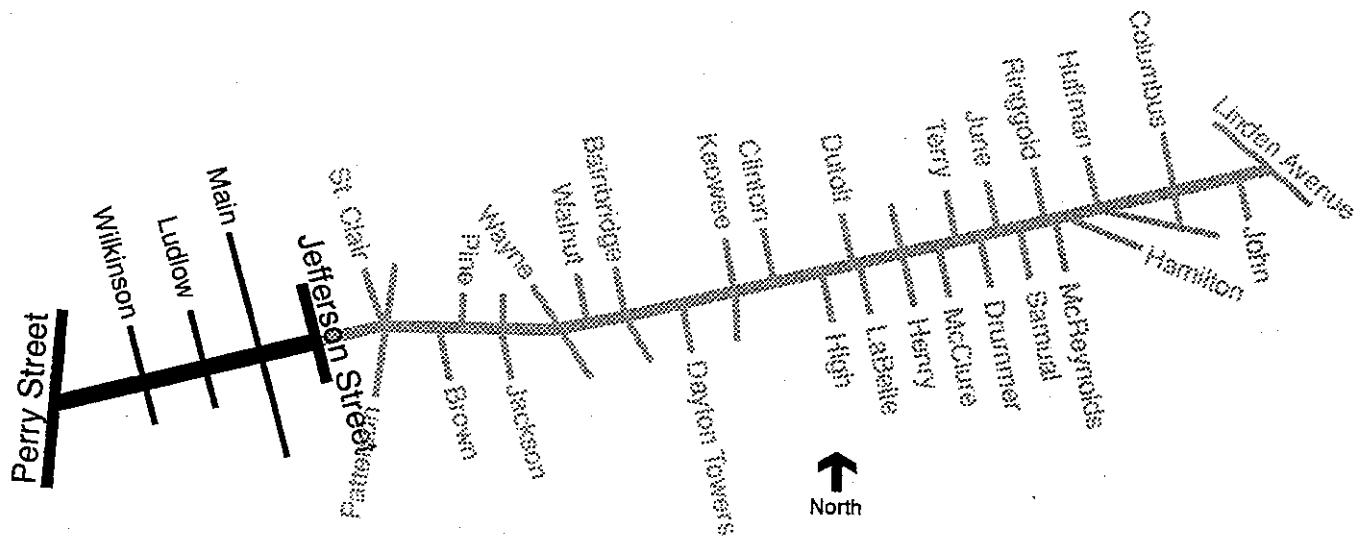 Perry Street
Wilkinson
Ludlow
Main
Jefferson Street
St. Clair
Patterson
Pine
Brown
Jackson
Wayne
Walnut
Bainbridge
Dayton Towers
Keowee
Clinton
High
Dutoit
LaBelle
Henry
Terry
McClure
June
Drummer
Ringgold
Samual
McReynolds
Huffman
Hamilton
Columbus
John
Linden Avenue
North